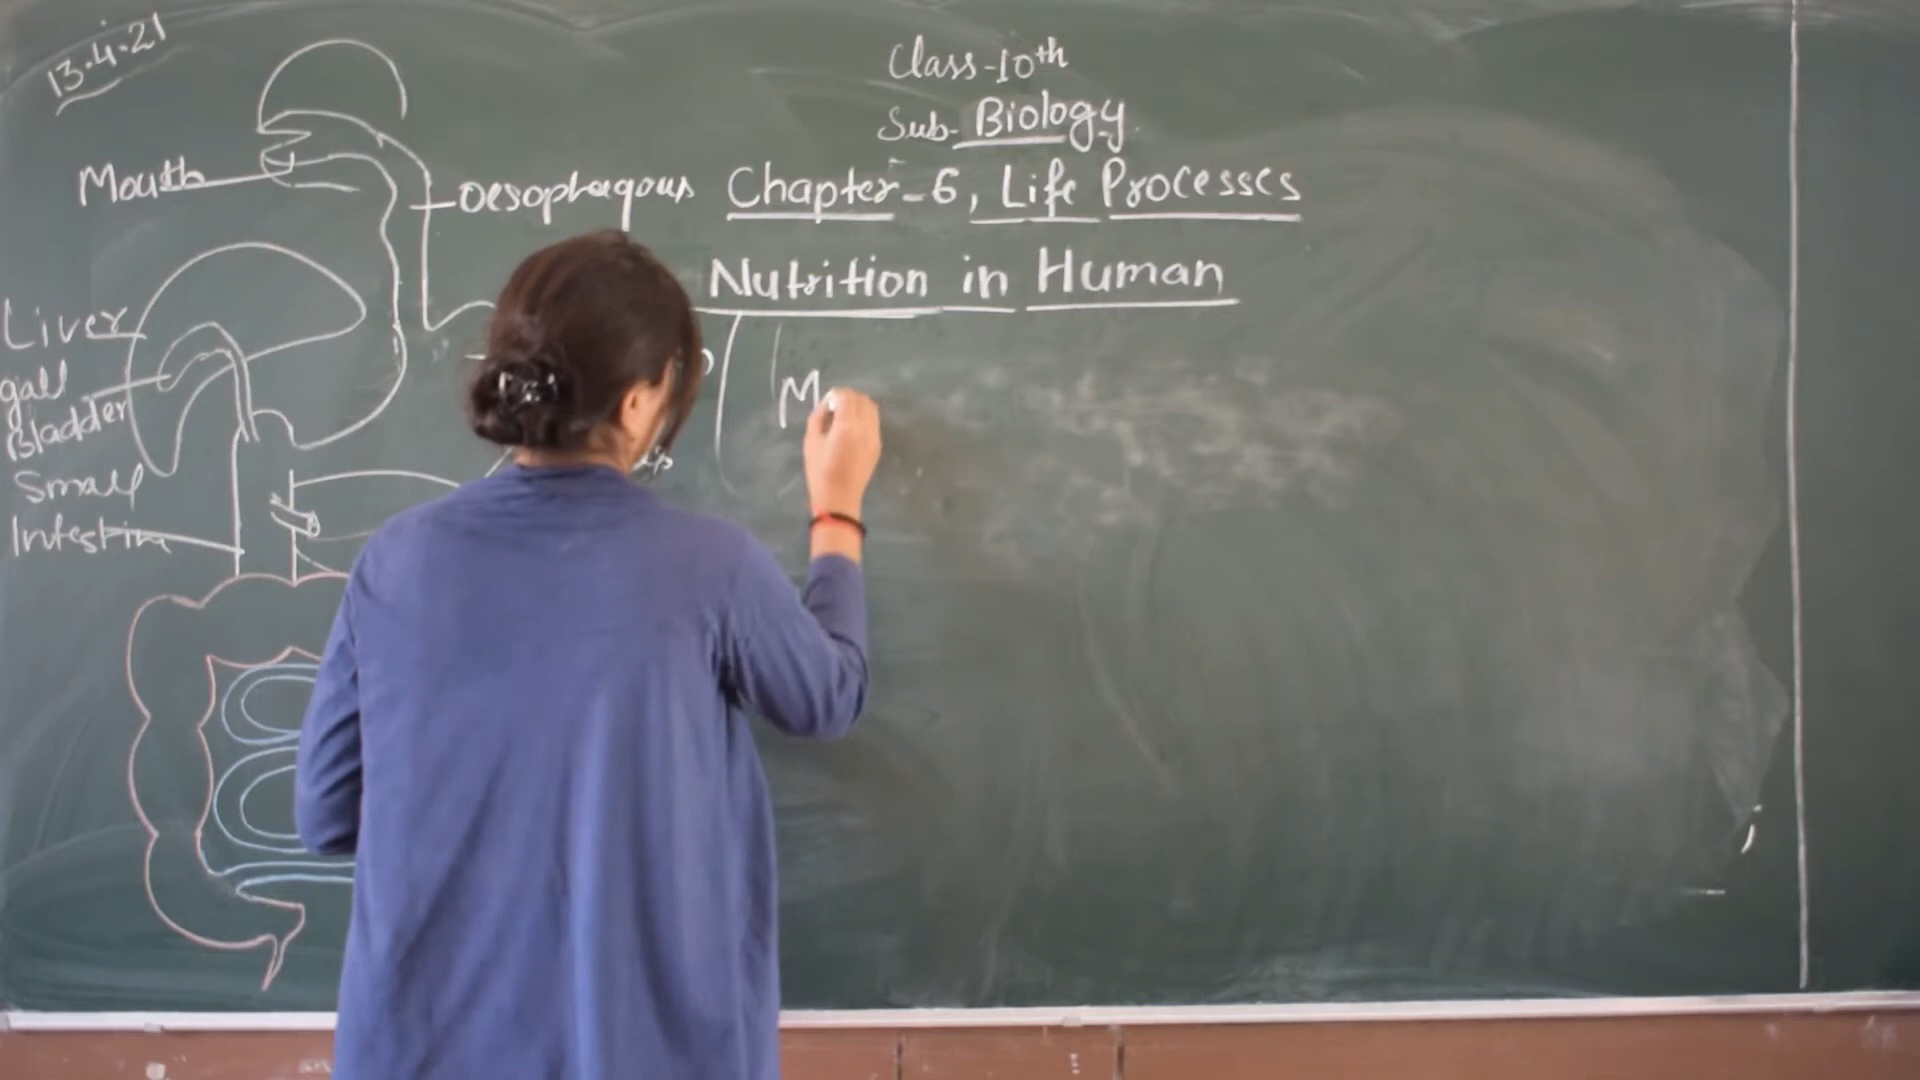 13.4.21
Class-10th
Sub-Biology
Mouth
Oesophagous
Chapter-6, Life Processes
Nutrition in Human
Liver
gall
Bladder
Small
Intestine